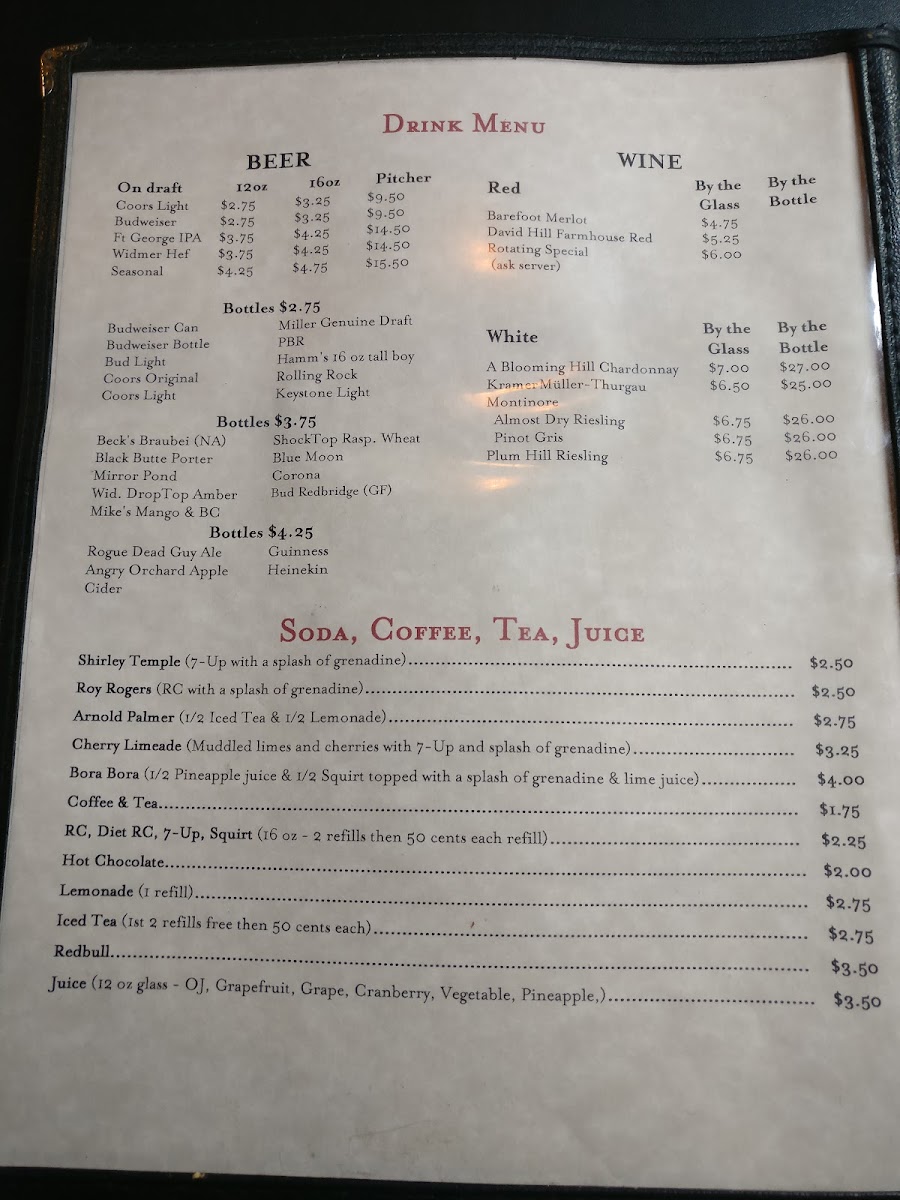 Drink Menu
BEER
On draft 12oz 16oz Pitcher
Coors Light $2.75 $3.25 $9.50
Budweiser $2.75 $3.25 $9.50
Ft George IPA $3.75 $4.25 $14.50
Widmer Hef $3.75 $4.25 $14.50
Seasonal $4.25 $4.75 $15.50
Bottles $2.75
Budweiser Can Miller Genuine Draft
Budweiser Bottle PBR
Bud Light Hamm's 16 oz tall boy
Coors Original Rolling Rock
Coors Light Keystone Light
Bottles $3.75
Beck's Braubei (NA) ShockTop Rasp. Wheat
Black Butte Porter Blue Moon
Mirror Pond Corona
Wid. DropTop Amber Bud Redbridge (GF)
Mike's Mango & BC
Bottles $4.25
Rogue Dead Guy Ale Guinness
Angry Orchard Apple Heinekin
Cider
WINE
Red By the Glass By the Bottle
Barefoot Merlot $4.75
David Hill Farmhouse Red $5.25
Rotating Special $6.00
(ask server)
White By the Glass By the Bottle
A Blooming Hill Chardonnay $7.00 $27.00
Kramer Müller-Thurgau $6.50 $25.00
Montinore
Almost Dry Riesling $6.75 $26.00
Pinot Gris $6.75 $26.00
Plum Hill Riesling $6.75 $26.00
Soda, Coffee, Tea, Juice
Shirley Temple (7-Up with a splash of grenadine) $2.50
Roy Rogers (RC with a splash of grenadine) $2.50
Arnold Palmer (1/2 Iced Tea & 1/2 Lemonade) $2.75
Cherry Limeade (Muddled limes and cherries with 7-Up and splash of grenadine) $3.25
Bora Bora (1/2 Pineapple juice & 1/2 Squirt topped with a splash of grenadine & lime juice) $4.00
Coffee & Tea $1.75
RC, Diet RC, 7-Up, Squirt (16 oz - 2 refills then 50 cents each refill) $2.25
Hot Chocolate $2.00
Lemonade (1 refill) $2.75
Iced Tea (1st 2 refills free then 50 cents each) $2.75
Redbull $3.50
Juice (12 oz glass - OJ, Grapefruit, Grape, Cranberry, Vegetable, Pineapple,) $3.50